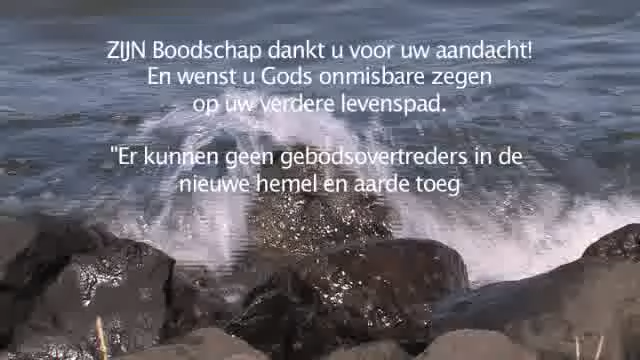 ZIJN Boodschap dankt u voor uw aandacht!
En wenst u Gods onmisbare zegen
op uw verdere levenspad.
"Er kunnen geen gebodsovertreders in de
nieuwe hemel en aarde toeg